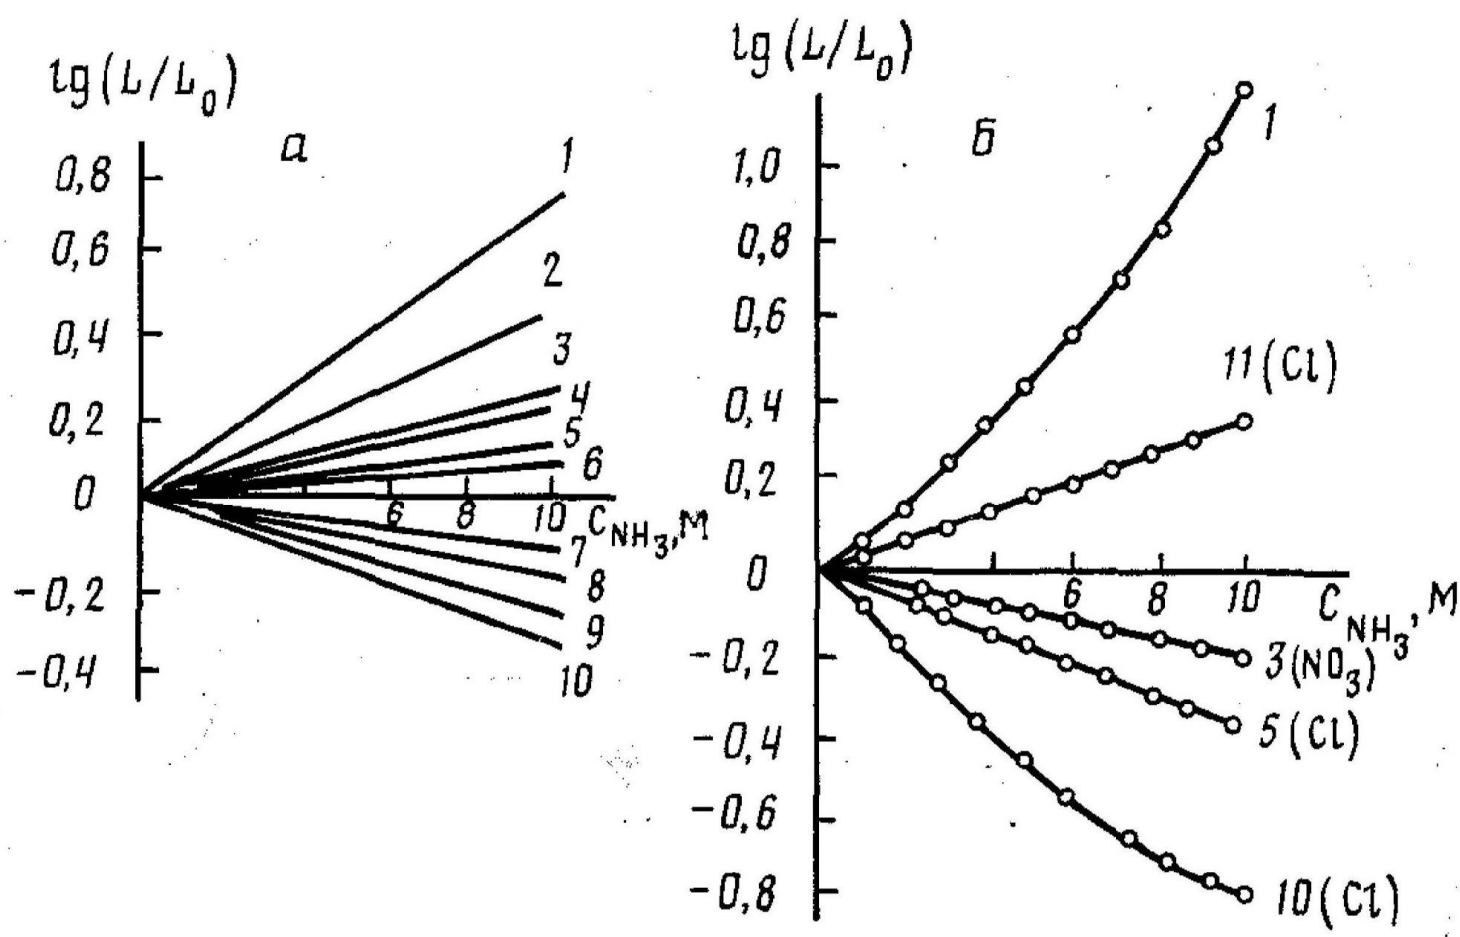 lg (L/L₀)
а
0,8
0,6
0,4
0,2
0
-0,2
-0,4
1
2
3
4
5
6
6 8 10 C_NH₃, М
7
8
9
10
lg (L/L₀)
б
1,0
0,8
0,6
0,4
0,2
0
-0,2
-0,4
-0,6
-0,8
1
11 (Cl)
6 8 10 C_NH₃, М
3 (NO₃)
5 (Cl)
10 (Cl)